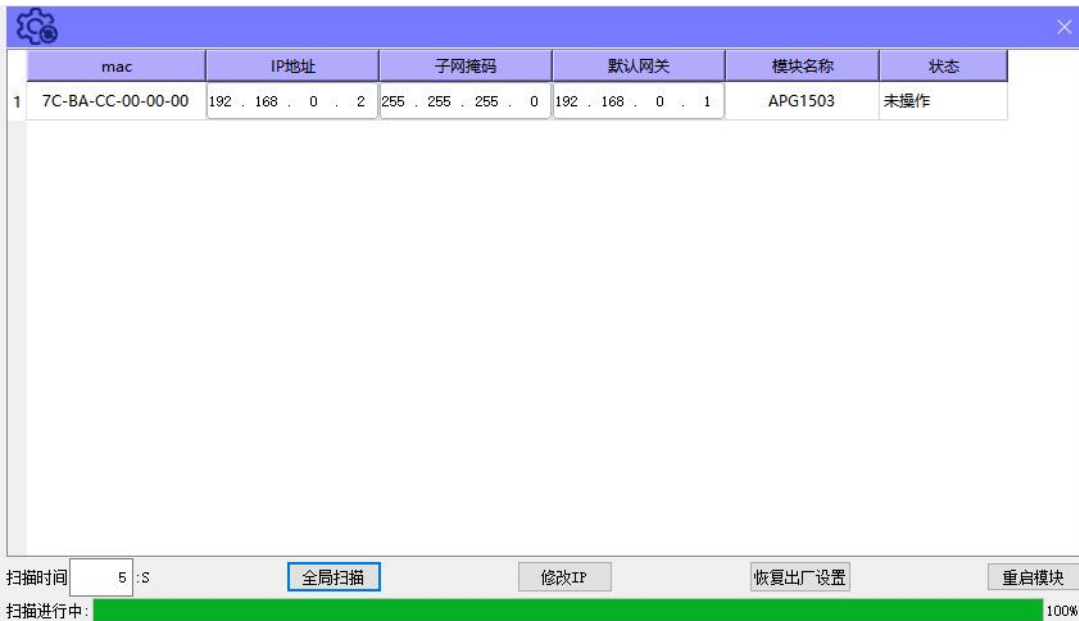 mac IP地址 子网掩码 默认网关 模块名称 状态
1 7C-BA-CC-00-00-00 192 . 168 . 0 . 2 255 . 255 . 255 . 0 192 . 168 . 0 . 1 APG1503 未操作
扫描时间 5 :S 全局扫描 修改IP 恢复出厂设置 重启模块
扫描进行中: 100%